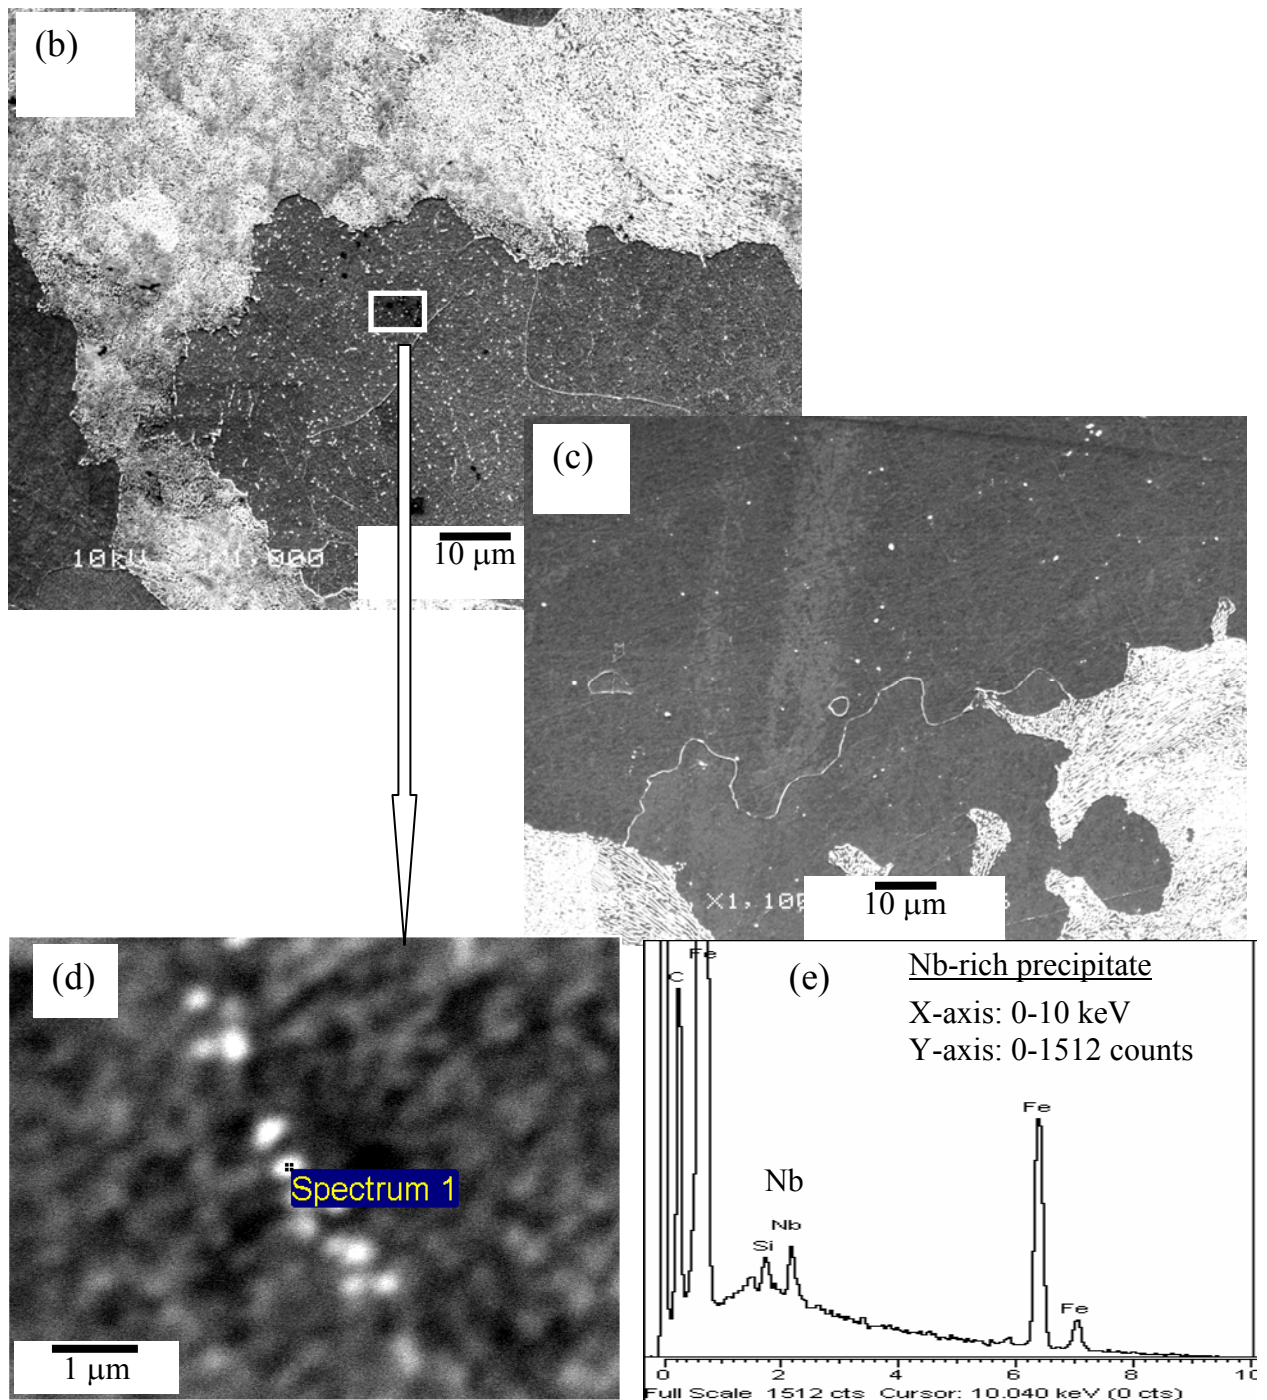 (b)
10kV X1,000
10 μm
(c)
X1,100
10 μm
(d)
Spectrum 1
1 μm
(e)
Nb-rich precipitate
X-axis: 0-10 keV
Y-axis: 0-1512 counts
C
Fe
Nb
Si
Nb
Fe
Fe
0 2 4 6 8 10
Full Scale 1512 cts Cursor: 10.040 keV (0 cts)